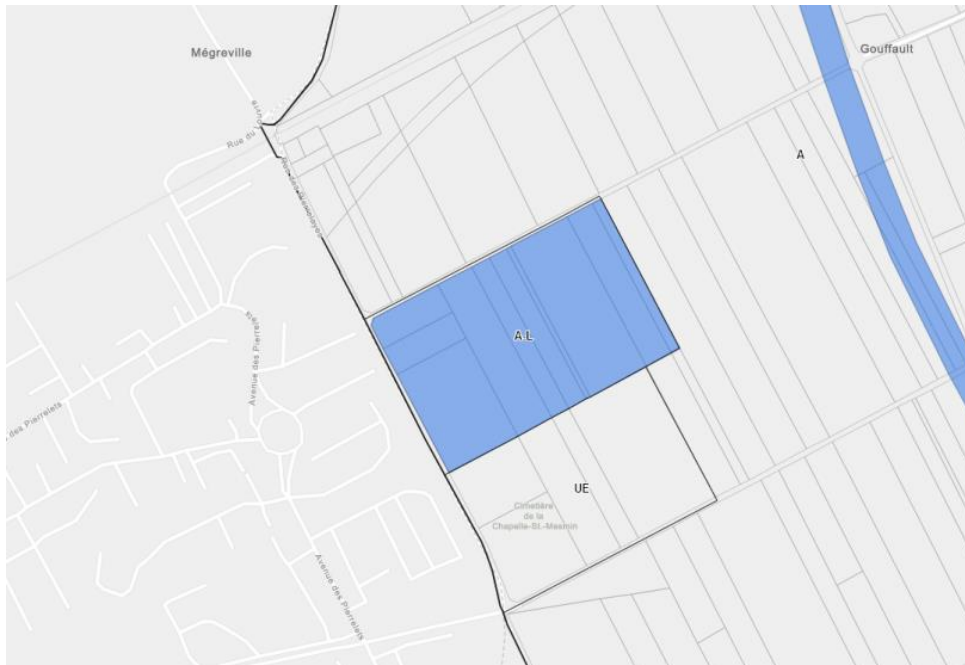 Mégreville
Gouffault
Rue du
Route
A
A.L
Avenue des Pierrelets
des Pierrelets
UE
Cimetière
de la
Chapelle-St.-Mesmin
Avenue des Pierrelets